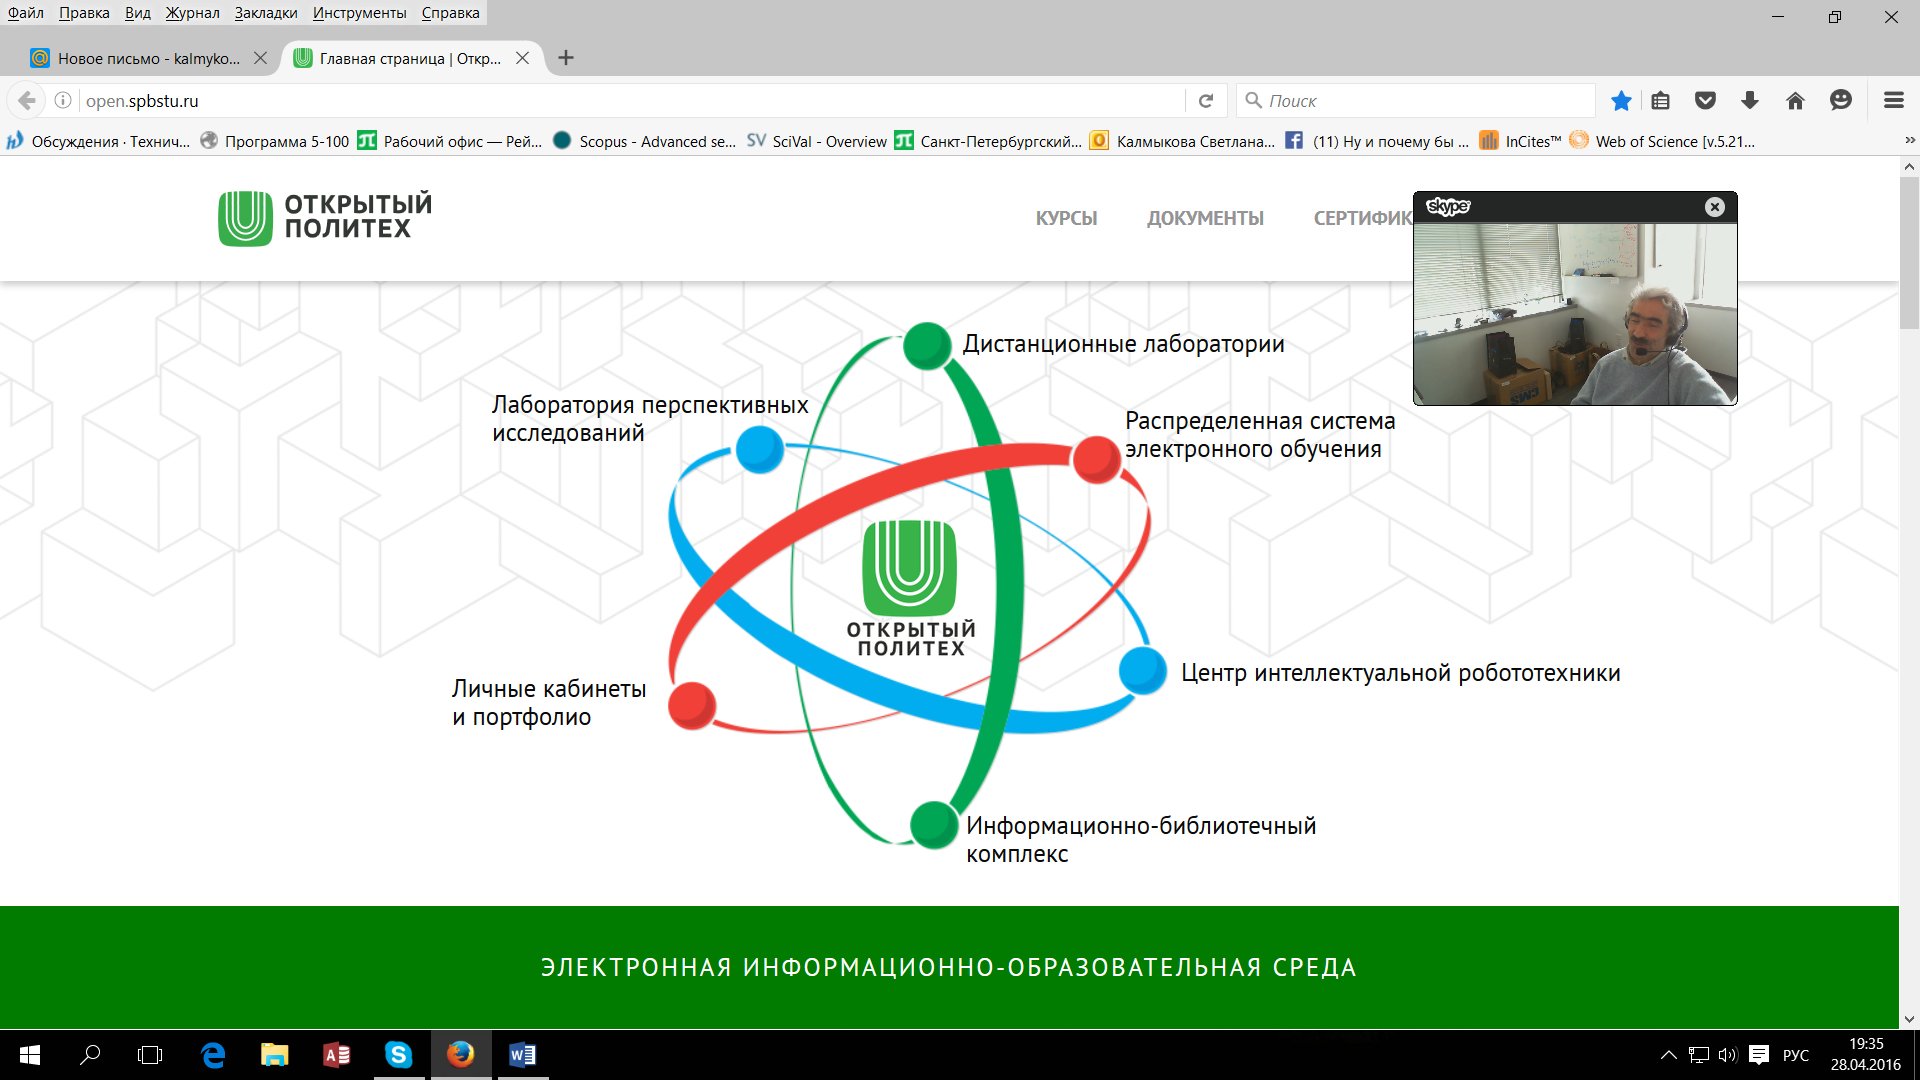 Файл Правка Вид Журнал Закладки Инструменты Справка
Новое письмо - kalmyko...
Главная страница | Откр...
open.spbstu.ru
Поиск
Обсуждения · Технич...
Программа 5-100
Рабочий офис — Рей...
Scopus - Advanced se...
SV SciVal - Overview
Санкт-Петербургский...
Калмыкова Светлана...
(11) Ну и почему бы ...
InCites™
Web of Science [v.5.21...
ОТКРЫТЫЙ
ПОЛИТЕХ
КУРСЫ
ДОКУМЕНТЫ
СЕРТИФИК
skype
Дистанционные лаборатории
Лаборатория перспективных
исследований
Распределенная система
электронного обучения
ОТКРЫТЫЙ
ПОЛИТЕХ
Центр интеллектуальной робототехники
Личные кабинеты
и портфолио
Информационно-библиотечный
комплекс
ЭЛЕКТРОННАЯ ИНФОРМАЦИОННО-ОБРАЗОВАТЕЛЬНАЯ СРЕДА
РУС
19:35
28.04.2016